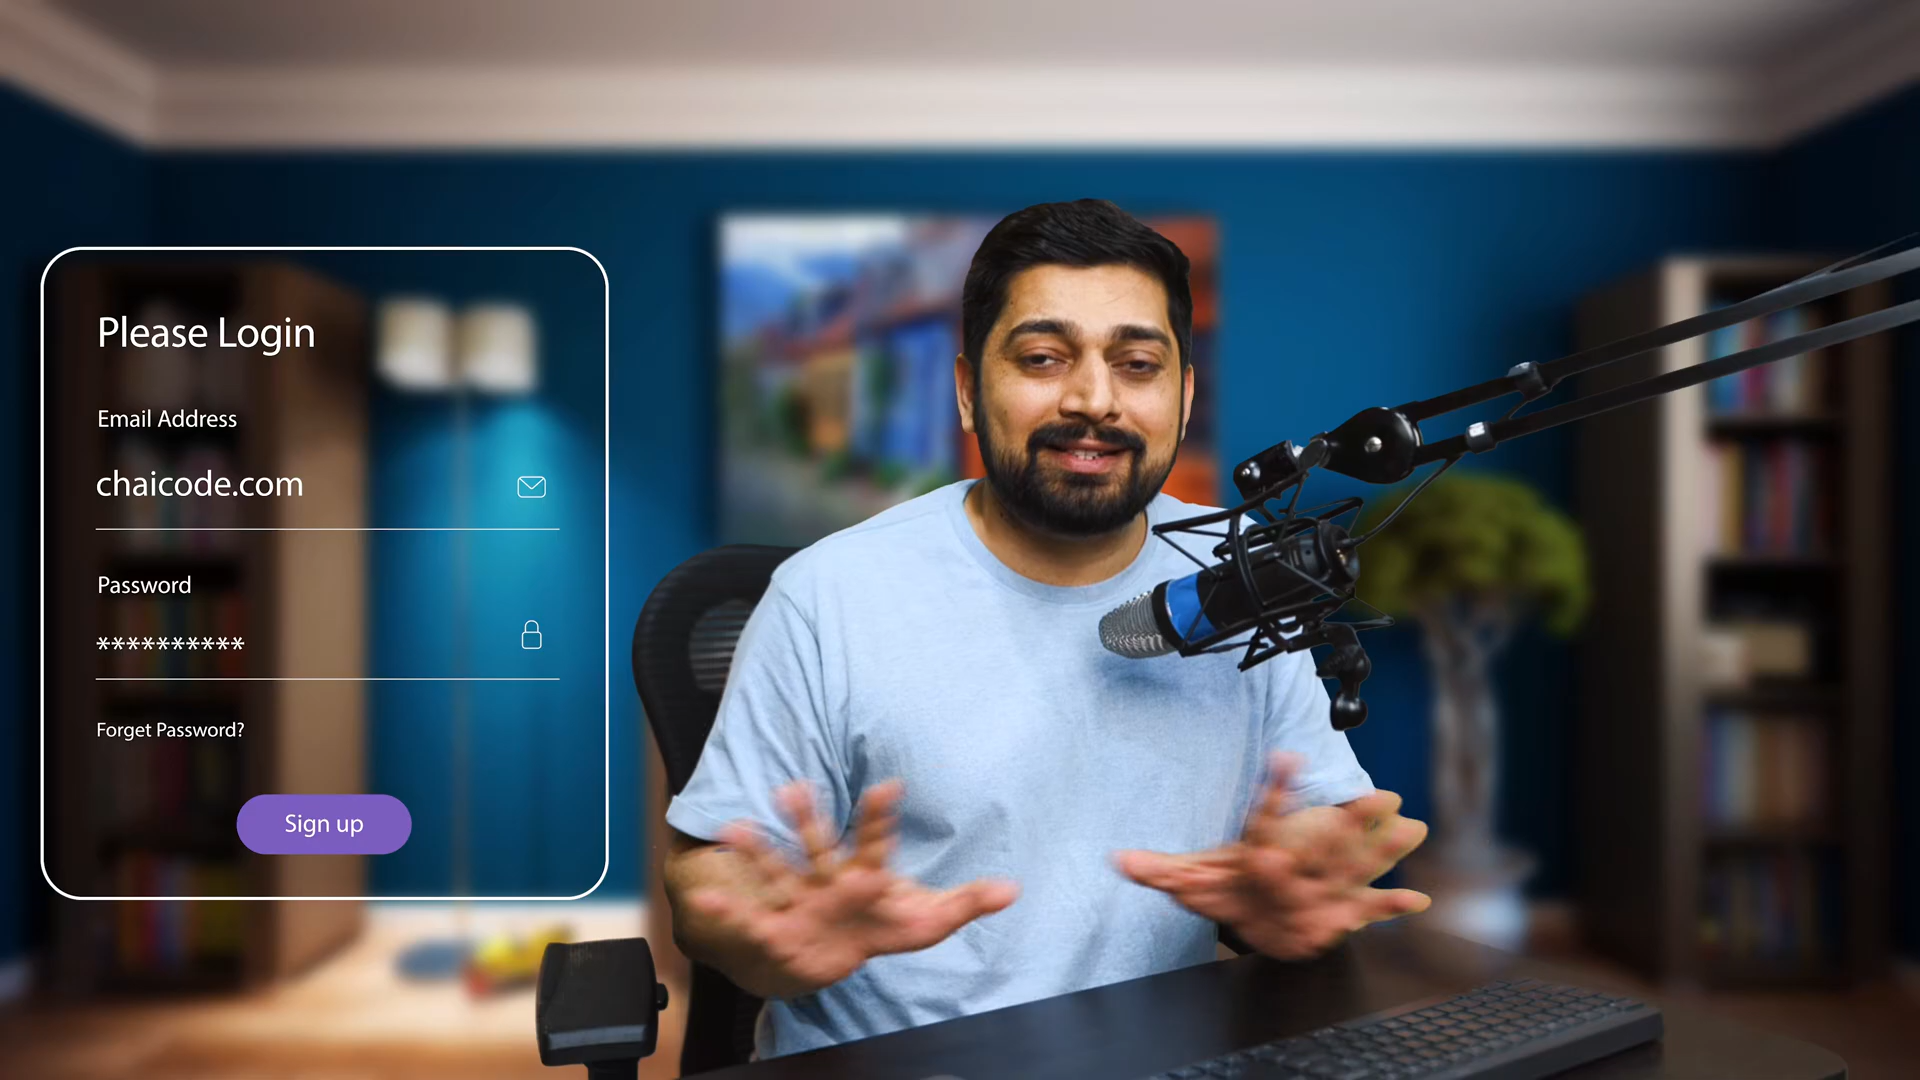 Please Login
Email Address
chaicode.com
Password
**********
Forget Password?
Sign up